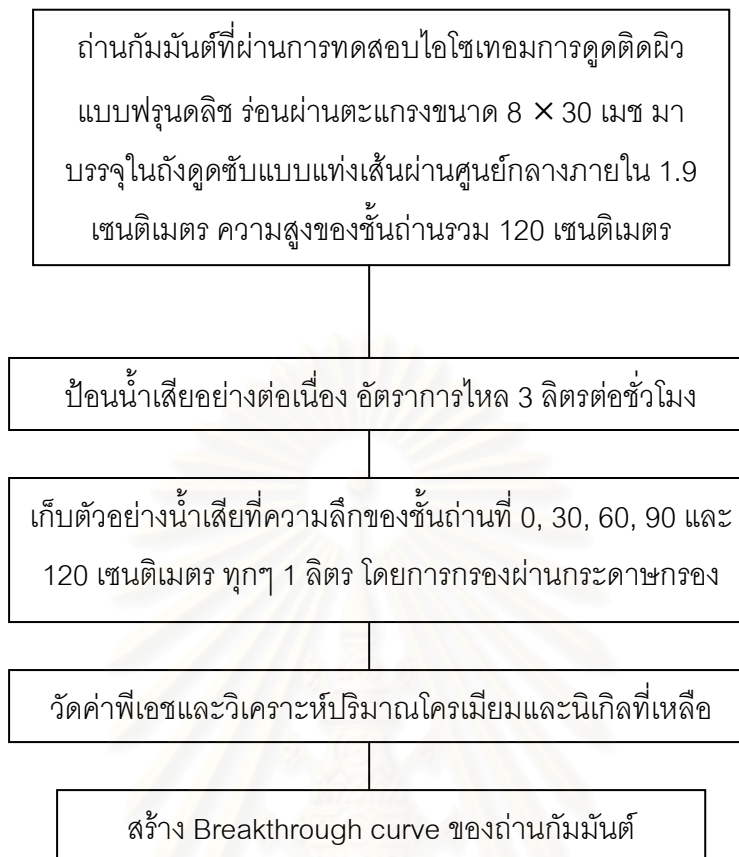 ถ่านกัมมันต์ที่ผ่านการทดสอบไอโซเทอมการดูดติดผิว
แบบฟรุนดลิช ร่อนผ่านตะแกรงขนาด 8 × 30 เมช มา
บรรจุในถังดูดซับแบบแท่งเส้นผ่านศูนย์กลางภายใน 1.9
เซนติเมตร ความสูงของชั้นถ่านรวม 120 เซนติเมตร
ป้อนน้ำเสียอย่างต่อเนื่อง อัตราการไหล 3 ลิตรต่อชั่วโมง
เก็บตัวอย่างน้ำเสียที่ความลึกของชั้นถ่านที่ 0, 30, 60, 90 และ
120 เซนติเมตร ทุกๆ 1 ลิตร โดยการกรองผ่านกระดาษกรอง
วัดค่าพีเอชและวิเคราะห์ปริมาณโครเมียมและนิเกิลที่เหลือ
สร้าง Breakthrough curve ของถ่านกัมมันต์